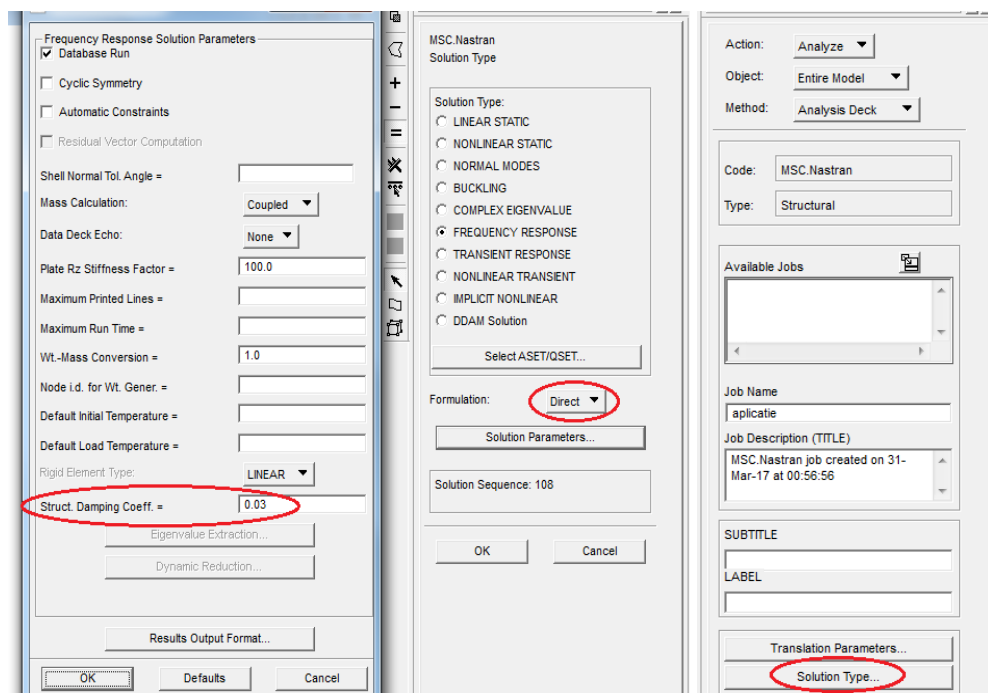 Frequency Response Solution Parameters
Database Run
Cyclic Symmetry
Automatic Constraints
Residual Vector Computation
Shell Normal Tol. Angle =
Mass Calculation: Coupled
Data Deck Echo: None
Plate Rz Stiffness Factor = 100.0
Maximum Printed Lines =
Maximum Run Time =
Wt.-Mass Conversion = 1.0
Node i.d. for Wt. Gener. =
Default Initial Temperature =
Default Load Temperature =
Rigid Element Type: LINEAR
Struct. Damping Coeff. = 0.03
Eigenvalue Extraction...
Dynamic Reduction...
Results Output Format...
OK Defaults Cancel
MSC.Nastran
Solution Type
Solution Type:
LINEAR STATIC
NONLINEAR STATIC
NORMAL MODES
BUCKLING
COMPLEX EIGENVALUE
FREQUENCY RESPONSE
TRANSIENT RESPONSE
NONLINEAR TRANSIENT
IMPLICIT NONLINEAR
DDAM Solution
Select ASET/QSET...
Formulation: Direct
Solution Parameters...
Solution Sequence: 108
OK Cancel
Action: Analyze
Object: Entire Model
Method: Analysis Deck
Code: MSC.Nastran
Type: Structural
Available Jobs
Job Name
aplicatie
Job Description (TITLE)
MSC.Nastran job created on 31-
Mar-17 at 00:56:56
SUBTITLE
LABEL
Translation Parameters...
Solution Type...